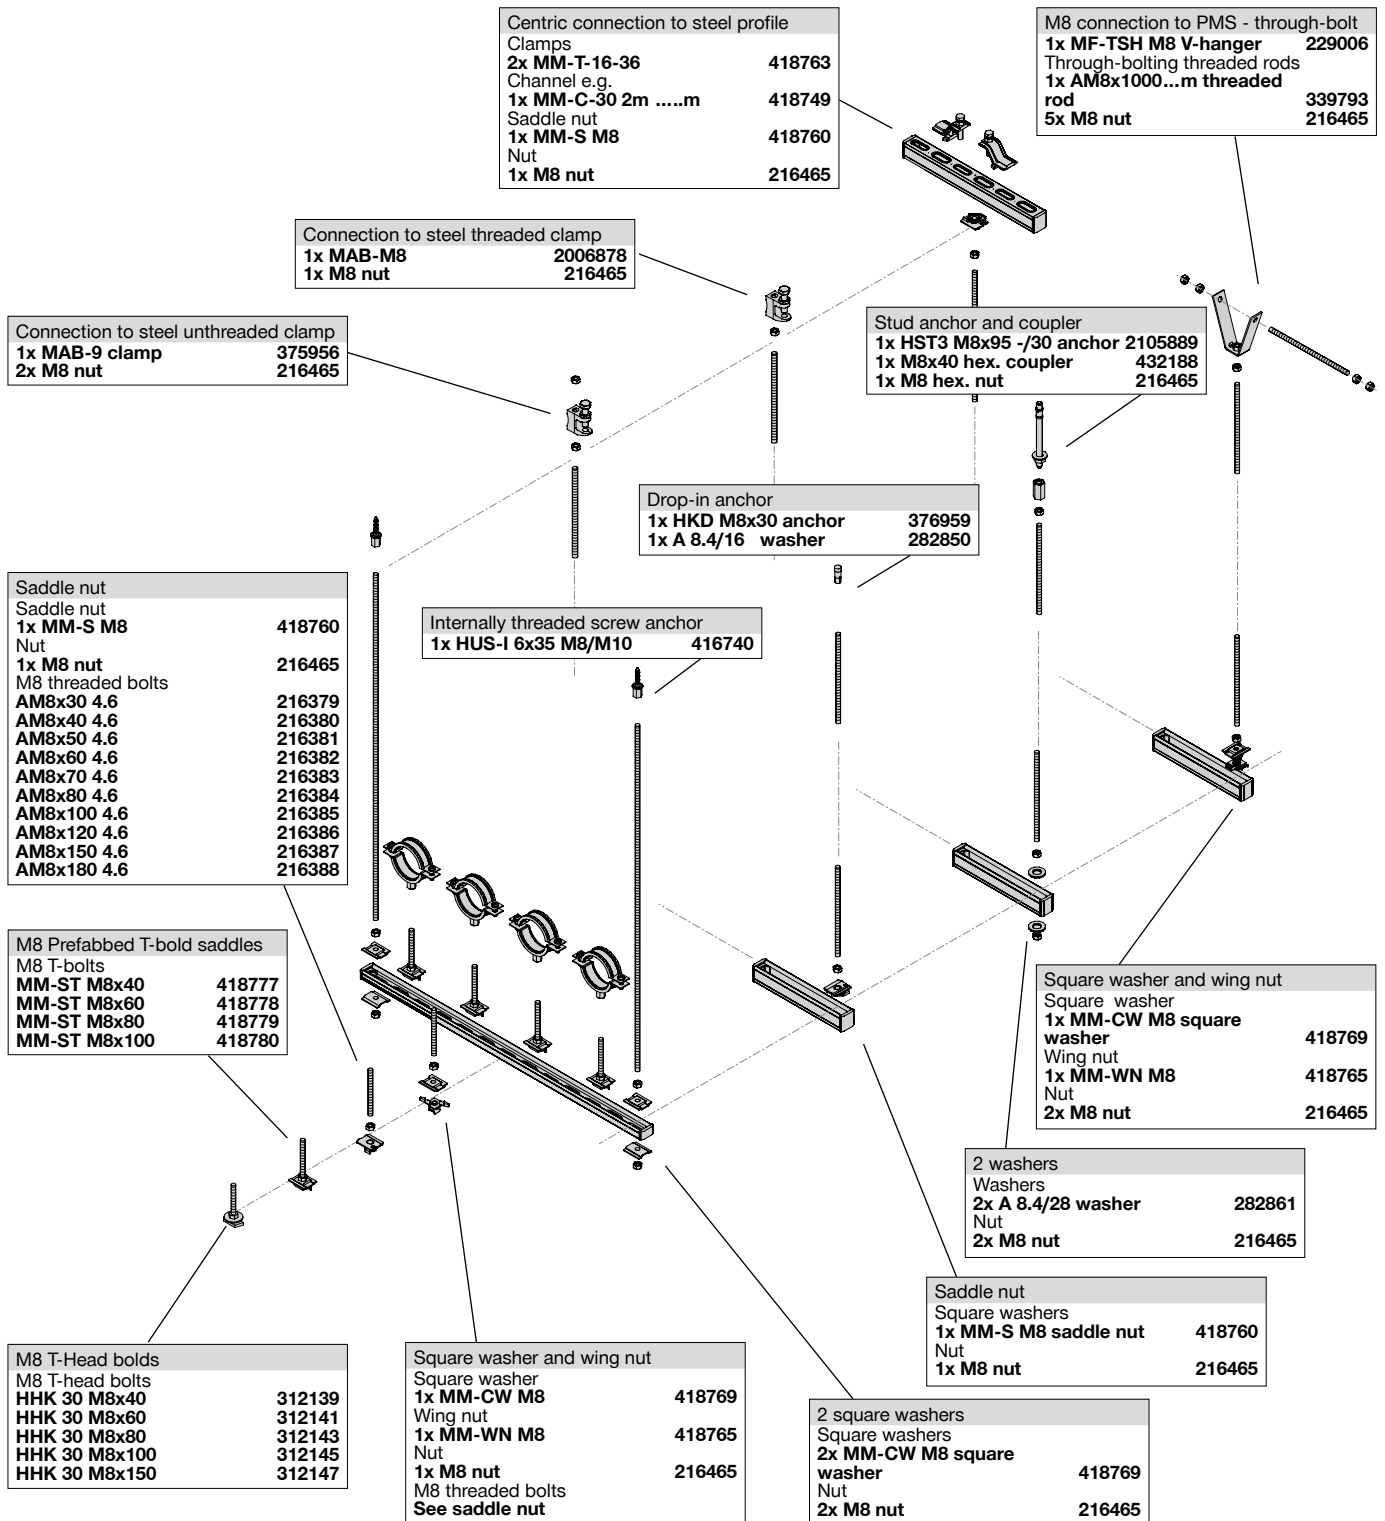 Centric connection to steel profile
Clamps
2x MM-T-16-36 418763
Channel e.g.
1x MM-C-30 2m .....m 418749
Saddle nut
1x MM-S M8 418760
Nut
1x M8 nut 216465
M8 connection to PMS - through-bolt
1x MF-TSH M8 V-hanger 229006
Through-bolting threaded rods
1x AM8x1000...m threaded
rod 339793
5x M8 nut 216465
Connection to steel threaded clamp
1x MAB-M8 2006878
1x M8 nut 216465
Connection to steel unthreaded clamp
1x MAB-9 clamp 375956
2x M8 nut 216465
Stud anchor and coupler
1x HST3 M8x95 -/30 anchor 2105889
1x M8x40 hex. coupler 432188
1x M8 hex. nut 216465
Drop-in anchor
1x HKD M8x30 anchor 376959
1x A 8.4/16 washer 282850
Saddle nut
Saddle nut
1x MM-S M8 418760
Nut
1x M8 nut 216465
M8 threaded bolts
AM8x30 4.6 216379
AM8x40 4.6 216380
AM8x50 4.6 216381
AM8x60 4.6 216382
AM8x70 4.6 216383
AM8x80 4.6 216384
AM8x100 4.6 216385
AM8x120 4.6 216386
AM8x150 4.6 216387
AM8x180 4.6 216388
Internally threaded screw anchor
1x HUS-I 6x35 M8/M10 416740
M8 Prefabbed T-bold saddles
M8 T-bolts
MM-ST M8x40 418777
MM-ST M8x60 418778
MM-ST M8x80 418779
MM-ST M8x100 418780
Square washer and wing nut
Square washer
1x MM-CW M8 square
washer 418769
Wing nut
1x MM-WN M8 418765
Nut
2x M8 nut 216465
2 washers
Washers
2x A 8.4/28 washer 282861
Nut
2x M8 nut 216465
Saddle nut
Square washers
1x MM-S M8 saddle nut 418760
Nut
1x M8 nut 216465
M8 T-Head bolds
M8 T-head bolts
HHK 30 M8x40 312139
HHK 30 M8x60 312141
HHK 30 M8x80 312143
HHK 30 M8x100 312145
HHK 30 M8x150 312147
Square washer and wing nut
Square washer
1x MM-CW M8 418769
Wing nut
1x MM-WN M8 418765
Nut
1x M8 nut 216465
M8 threaded bolts
See saddle nut
2 square washers
Square washers
2x MM-CW M8 square
washer 418769
Nut
2x M8 nut 216465